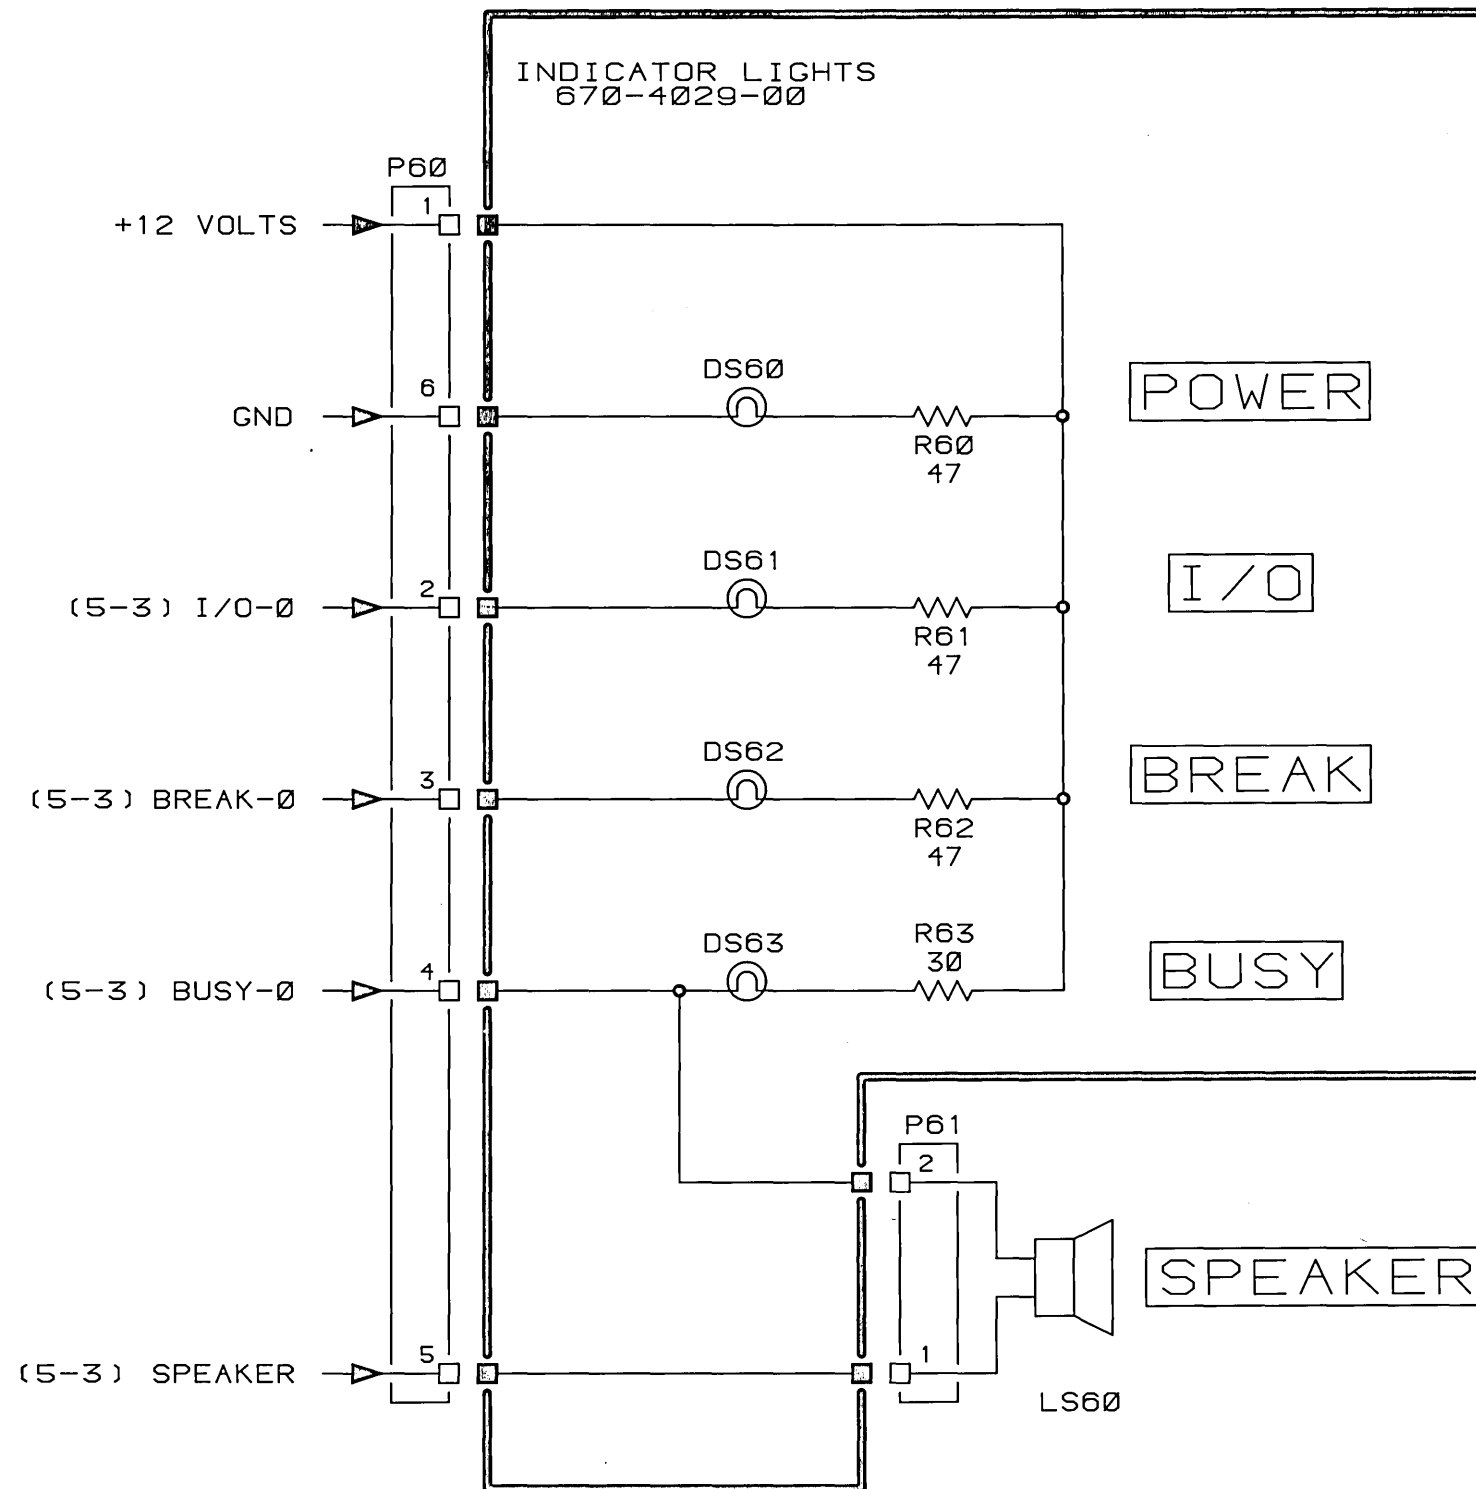 INDICATOR LIGHTS
670-4029-00
P60
+12 VOLTS
1
DS60
POWER
GND
6
R60
47
DS61
I/O
(5-3) I/O-0
2
R61
47
DS62
BREAK
(5-3) BREAK-0
3
R62
47
DS63
R63
30
BUSY
(5-3) BUSY-0
4
P61
2
SPEAKER
(5-3) SPEAKER
5
1
LS60